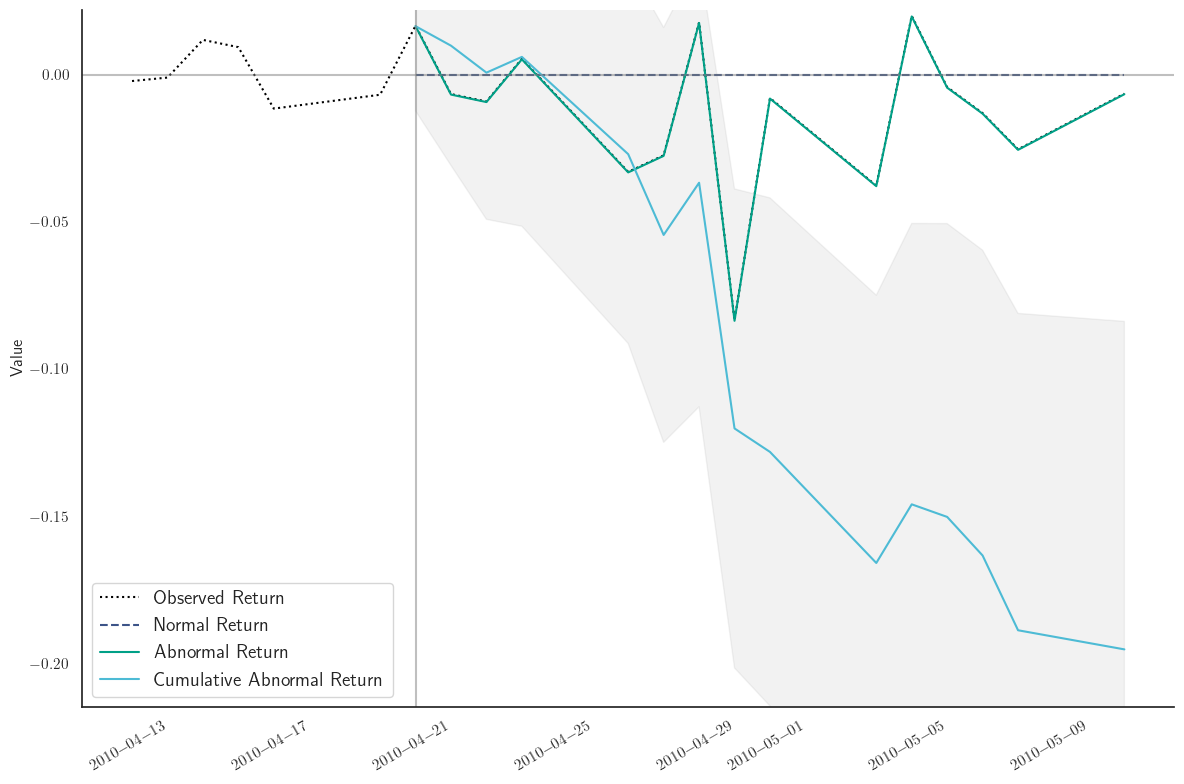 Value
0.00
−0.05
−0.10
−0.15
−0.20
Observed Return
Normal Return
Abnormal Return
Cumulative Abnormal Return
2010−04−13
2010−04−17
2010−04−21
2010−04−25
2010−04−29
2010−05−01
2010−05−05
2010−05−09